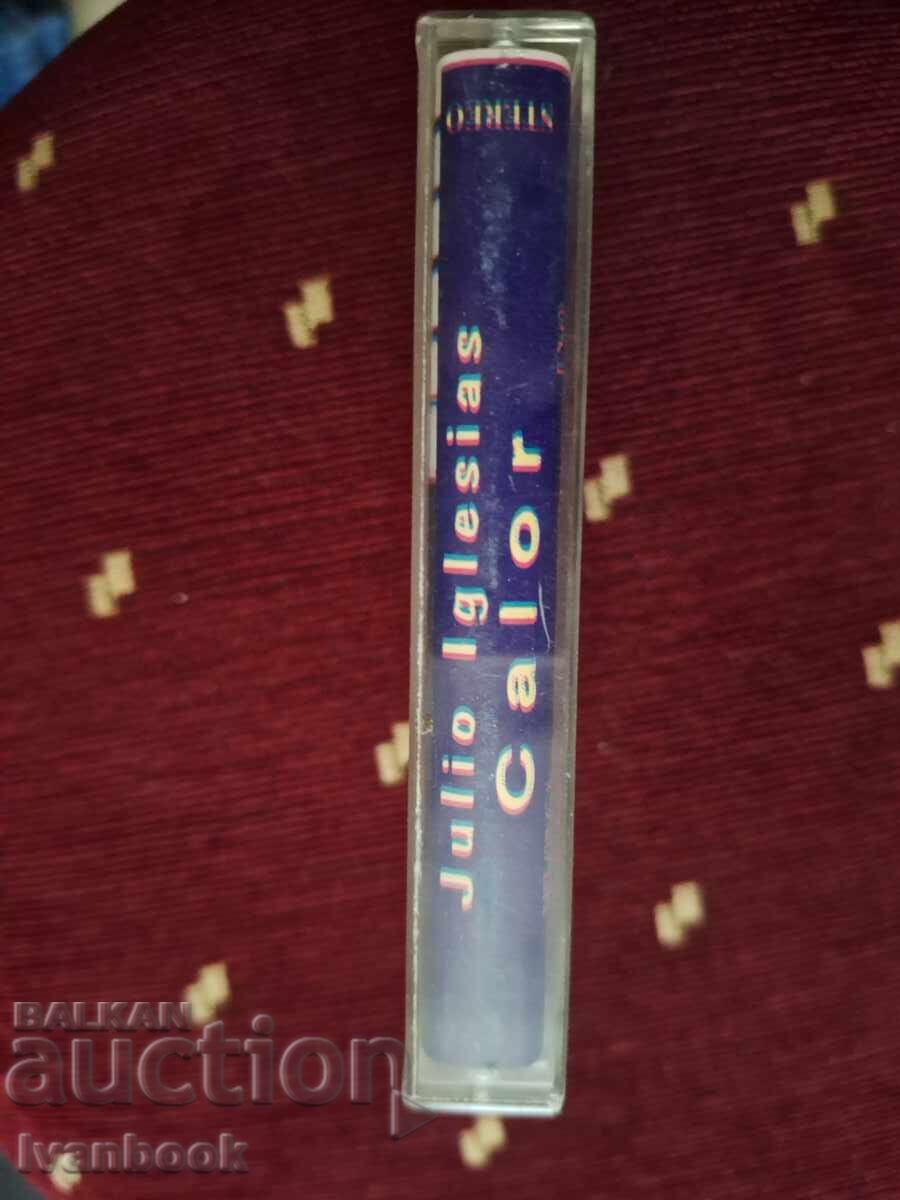 STEREO
Julio Iglesias
Calor
BALKAN
auction
Ivanbook